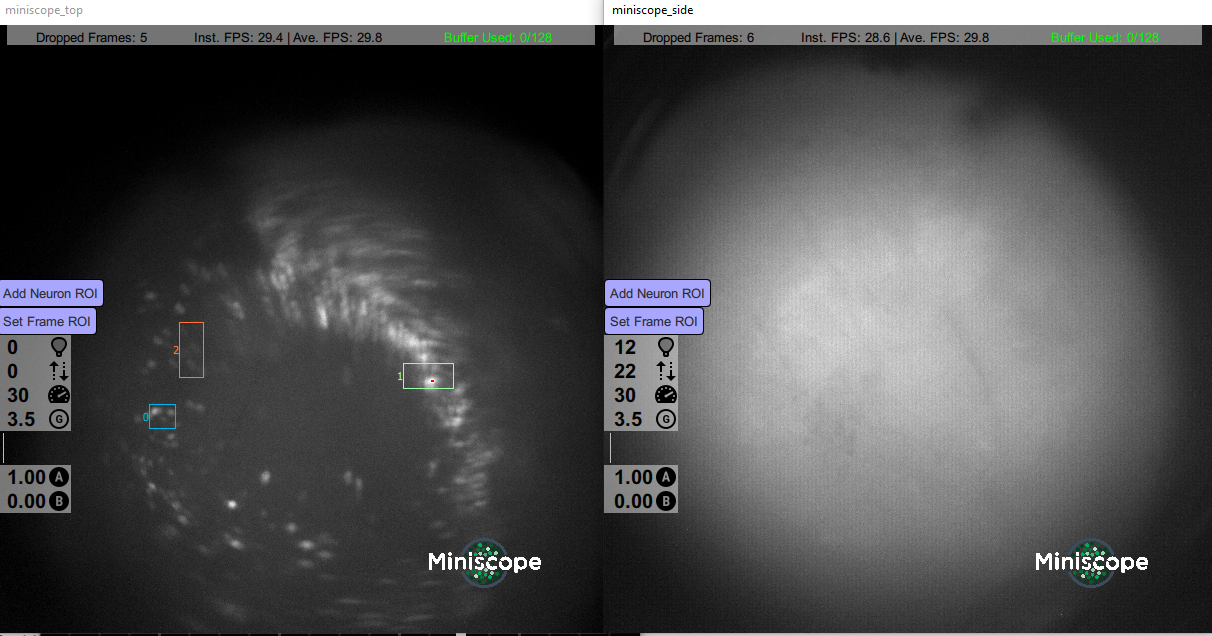 miniscope_top
Dropped Frames: 5 Inst. FPS: 29.4 | Ave. FPS: 29.8 Buffer Used: 0/128
Add Neuron ROI
Set Frame ROI
0
0
30
3.5 G
1.00 A
0.00 B
2
0
1
Miniscope
miniscope_side
Dropped Frames: 6 Inst. FPS: 28.6 | Ave. FPS: 29.8 Buffer Used: 0/128
Add Neuron ROI
Set Frame ROI
12
22
30
3.5 G
1.00 A
0.00 B
Miniscope